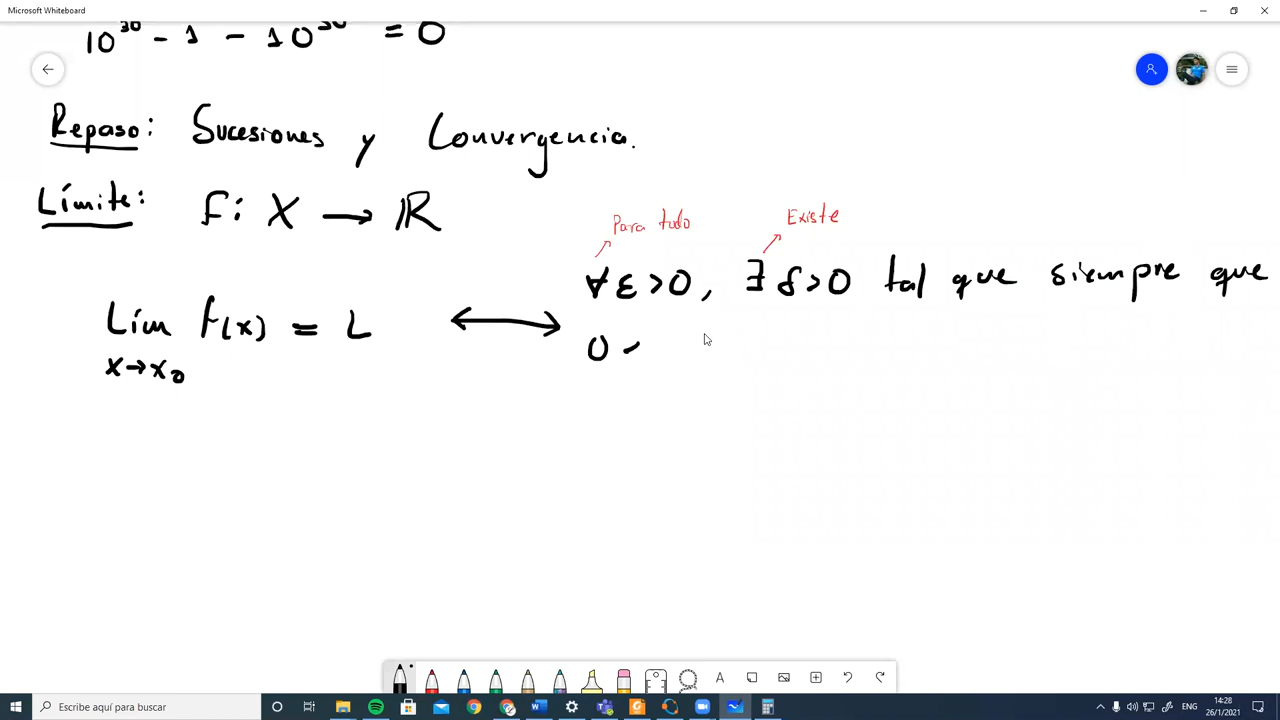 Microsoft Whiteboard
10^30 - 1 - 10^30 = 0
Repaso: Sucesiones y Convergencia.
Límite: F: X → ℝ
Para todo Existe
∀ε>0, ∃ δ>0 tal que siempre que
Lím F(x) = L ↔
x→x₀
0 <
Escribe aquí para buscar
ENG
14:28
26/1/2021